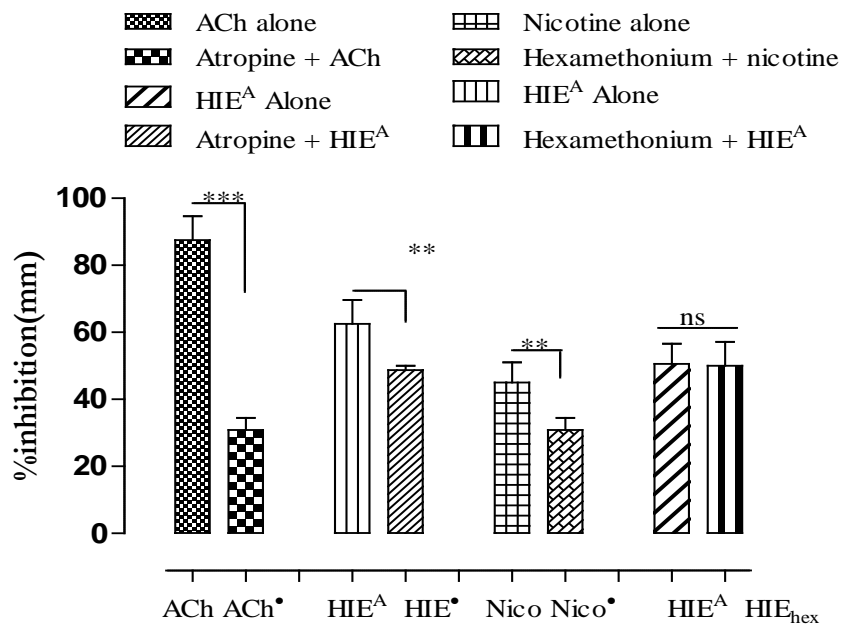 ACh alone
Atropine + ACh
HIE^A Alone
Atropine + HIE^A
Nicotine alone
Hexamethonium + nicotine
HIE^A Alone
Hexamethonium + HIE^A
%inhibition(mm)
100
80
60
40
20
0
***
**
**
ns
ACh ACh• HIE^A HIE• Nico Nico• HIE^A HIE_hex